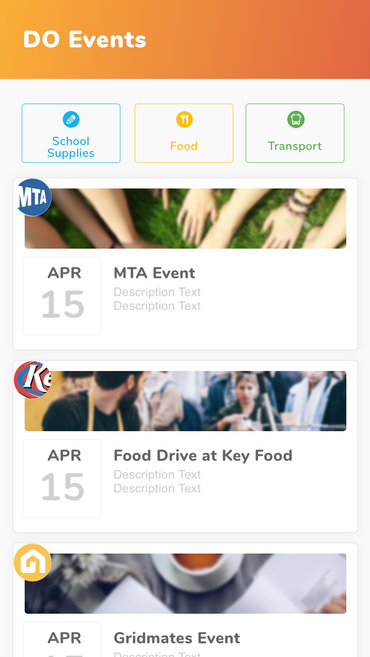 DO Events
School
Supplies
Food
Transport
MTA
APR
15
MTA Event
Description Text
Description Text
Ke
APR
15
Food Drive at Key Food
Description Text
Description Text
APR
Gridmates Event
Description Text